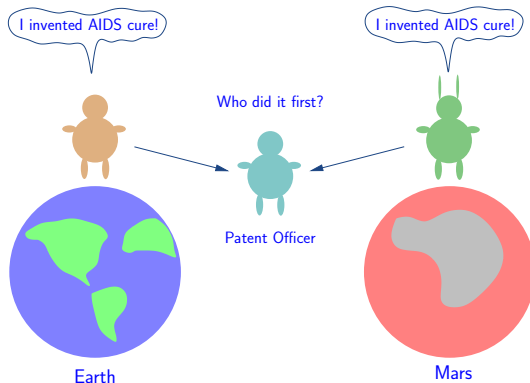 I invented AIDS cure!
I invented AIDS cure!
Who did it first?
Patent Officer
Earth
Mars